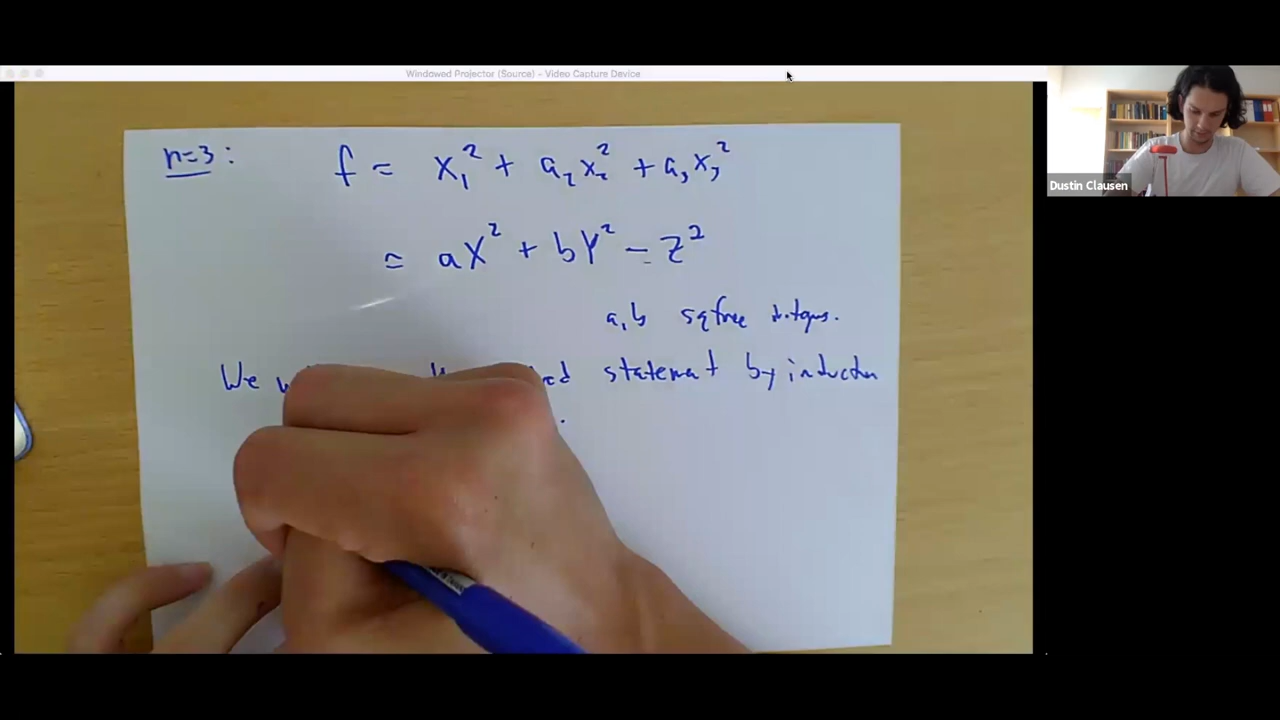 Windowed Projector (Source) - Video Capture Device
Dustin Clausen
n=3: f = x₁² + a₂x₂² + a₃x₃²
= aX² + bY² - Z²
a,b sqfree integers.
We statement by induction